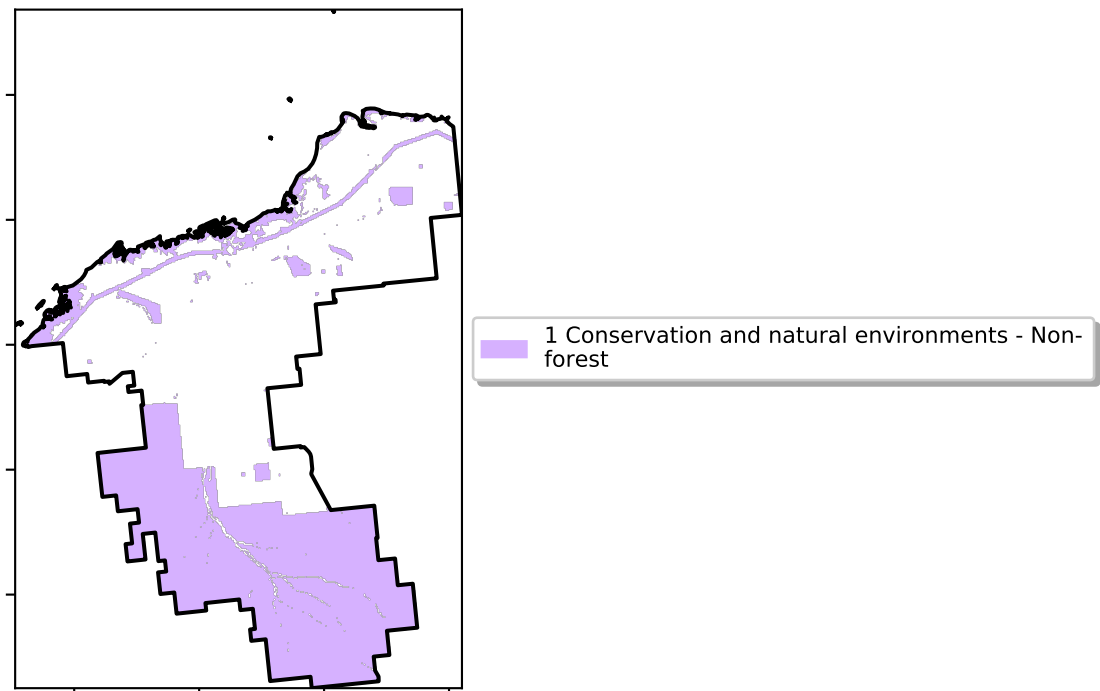 1 Conservation and natural environments - Non-
forest